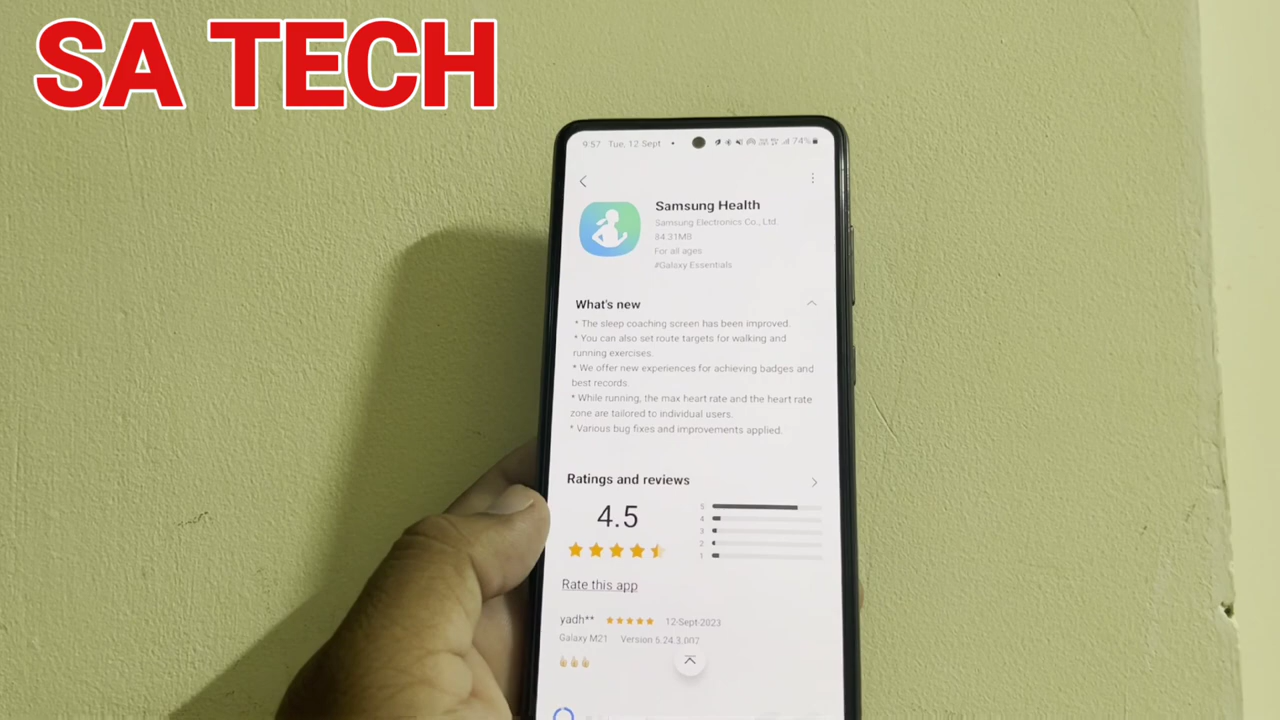 SA TECH
9:57 Tue, 12 Sept • 74%
Samsung Health
Samsung Electronics Co., Ltd.
84.31MB
For all ages
#Galaxy Essentials
What's new
* The sleep coaching screen has been improved.
* You can also set route targets for walking and
running exercises.
* We offer new experiences for achieving badges and
best records.
* While running, the max heart rate and the heart rate
zone are tailored to individual users.
* Various bug fixes and improvements applied.
Ratings and reviews
4.5
5
4
3
2
1
Rate this app
yadh** 12-Sept-2023
Galaxy M21 Version 6.24.3.007